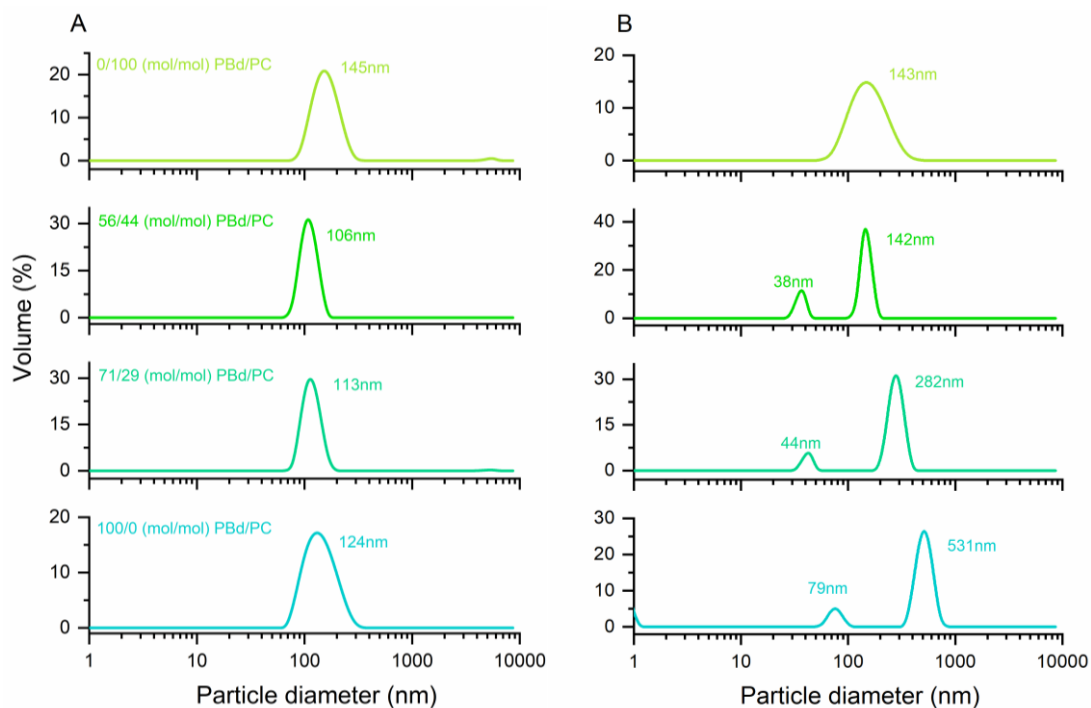 A
B
Volume (%)
0/100 (mol/mol) PBd/PC
145nm
20
10
0
143nm
20
10
0
56/44 (mol/mol) PBd/PC
106nm
30
15
0
142nm
38nm
40
20
0
71/29 (mol/mol) PBd/PC
113nm
30
15
0
282nm
44nm
30
15
0
100/0 (mol/mol) PBd/PC
124nm
20
10
0
531nm
79nm
30
20
10
0
1 10 100 1000 10000
1 10 100 1000 10000
Particle diameter (nm)
Particle diameter (nm)